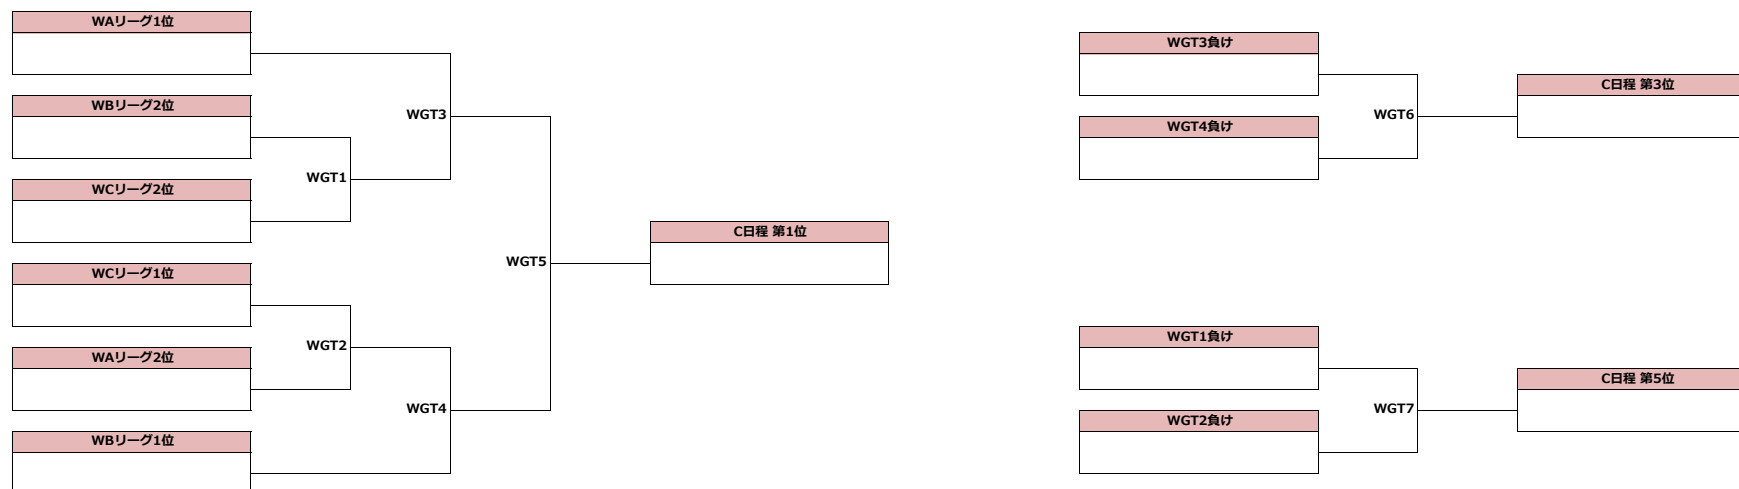 WAリーグ1位
WBリーグ2位
WGT3
WGT1
WCリーグ2位
C日程 第1位
WGT5
WCリーグ1位
WGT2
WAリーグ2位
WGT4
WBリーグ1位
WGT3負け
C日程 第3位
WGT6
WGT4負け
WGT1負け
C日程 第5位
WGT7
WGT2負け